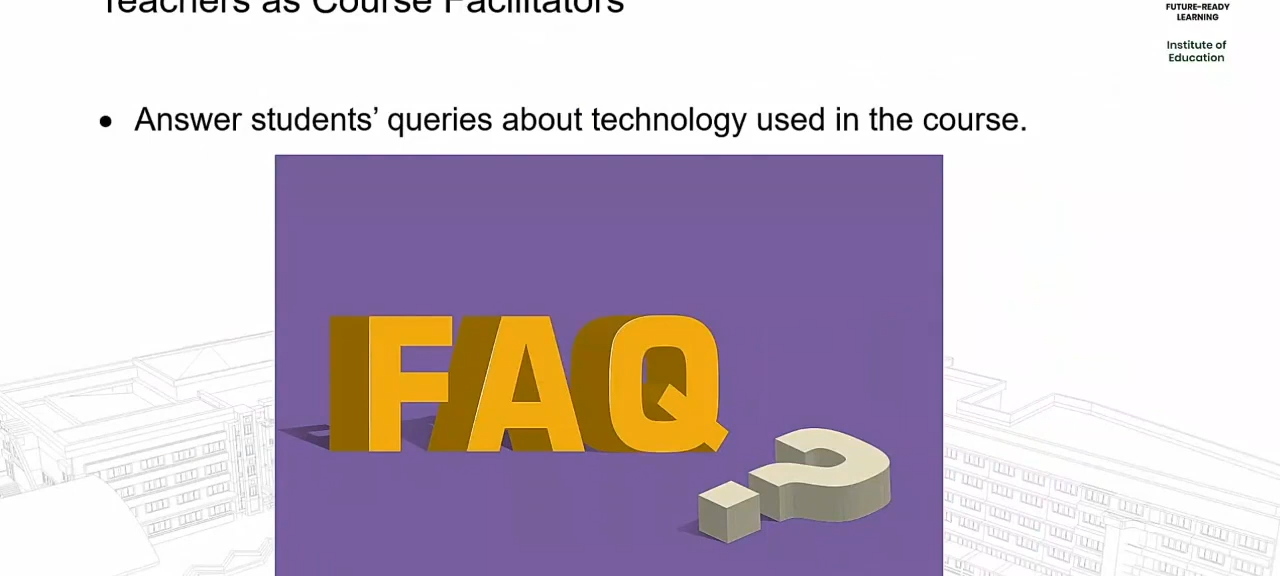 Teachers as Course Facilitators
FUTURE-READY
LEARNING
Institute of
Education
• Answer students’ queries about technology used in the course.
FAQ
?